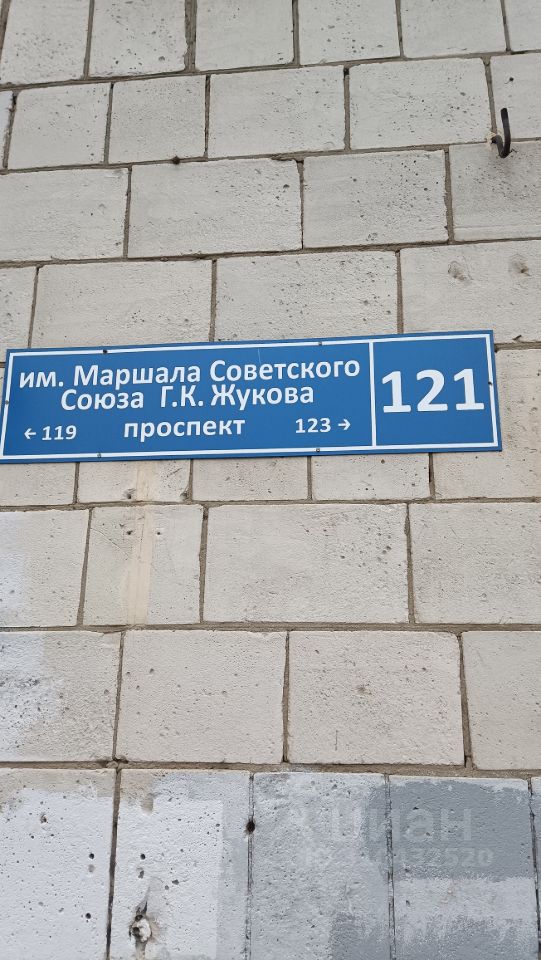 им. Маршала Советского
Союза Г.К. Жукова
← 119 проспект 123 →
121
циан